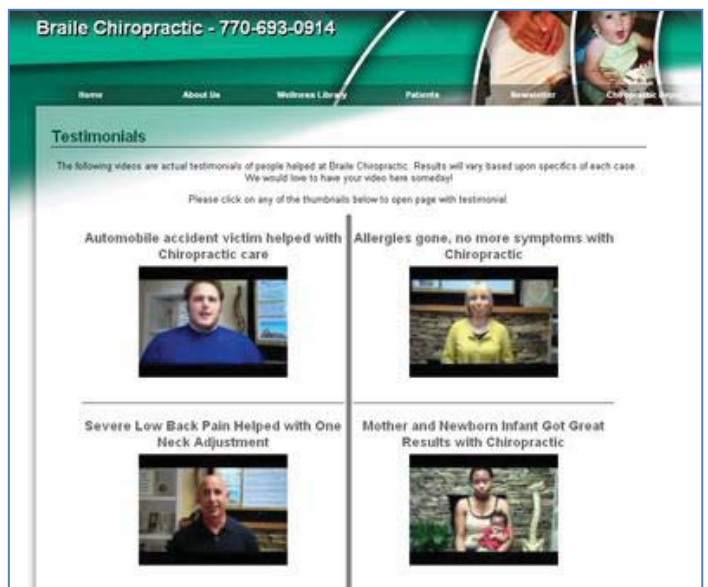 Braile Chiropractic - 770-693-0914
Home About Us Wellness Library Patients Newsletter Chiropractic
Testimonials
The following videos are actual testimonials of people helped at Braile Chiropractic. Results will vary based upon specifics of each case.
We would love to have your video here someday!
Please click on any of the thumbnails below to open page with testimonial.
Automobile accident victim helped with
Chiropractic care
Allergies gone, no more symptoms with
Chiropractic
Severe Low Back Pain Helped with One
Neck Adjustment
Mother and Newborn Infant Got Great
Results with Chiropractic